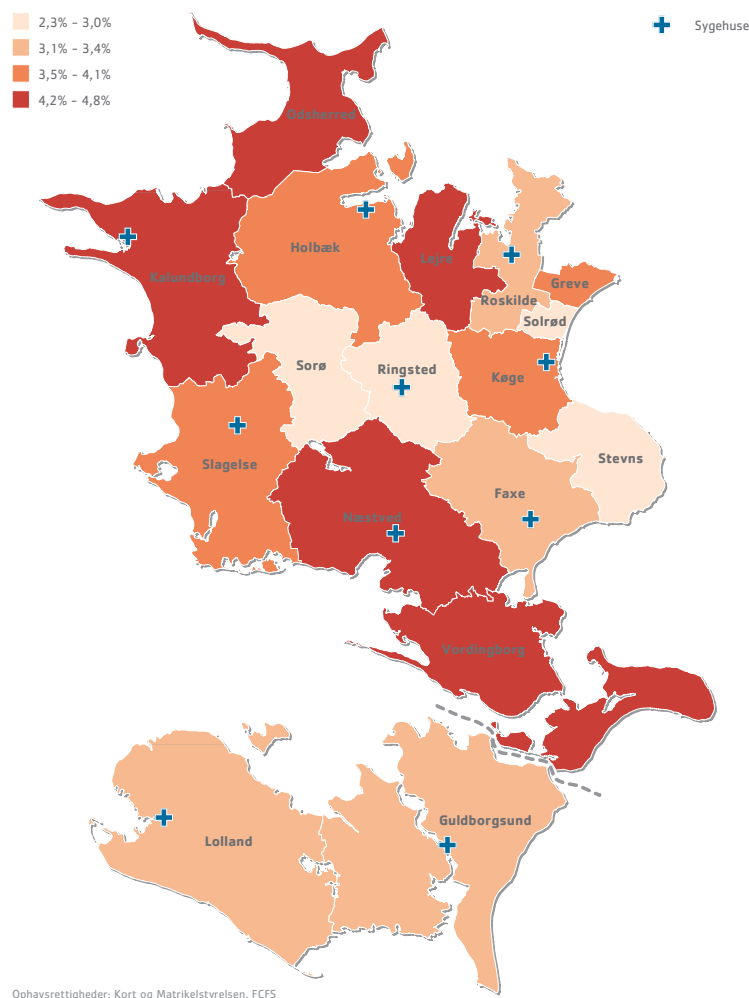 2,3% - 3,0%
3,1% - 3,4%
3,5% - 4,1%
4,2% - 4,8%
Sygehuse
Odsherred
Holbæk
Lejre
Kalundborg
Greve
Roskilde
Solrød
Sorø
Ringsted
Køge
Slagelse
Stevns
Faxe
Næstved
Vordingborg
Guldborgsund
Lolland
Ophavsrettigheder: Kort og Matrikelstyrelsen, FCFS